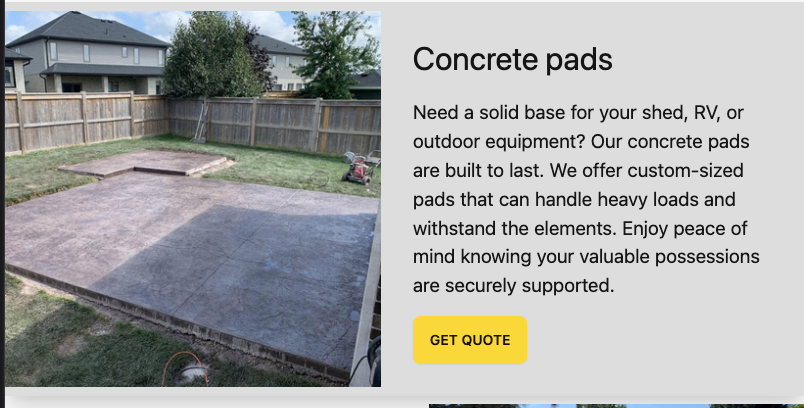 Concrete pads
Need a solid base for your shed, RV, or
outdoor equipment? Our concrete pads
are built to last. We offer custom-sized
pads that can handle heavy loads and
withstand the elements. Enjoy peace of
mind knowing your valuable possessions
are securely supported.
GET QUOTE